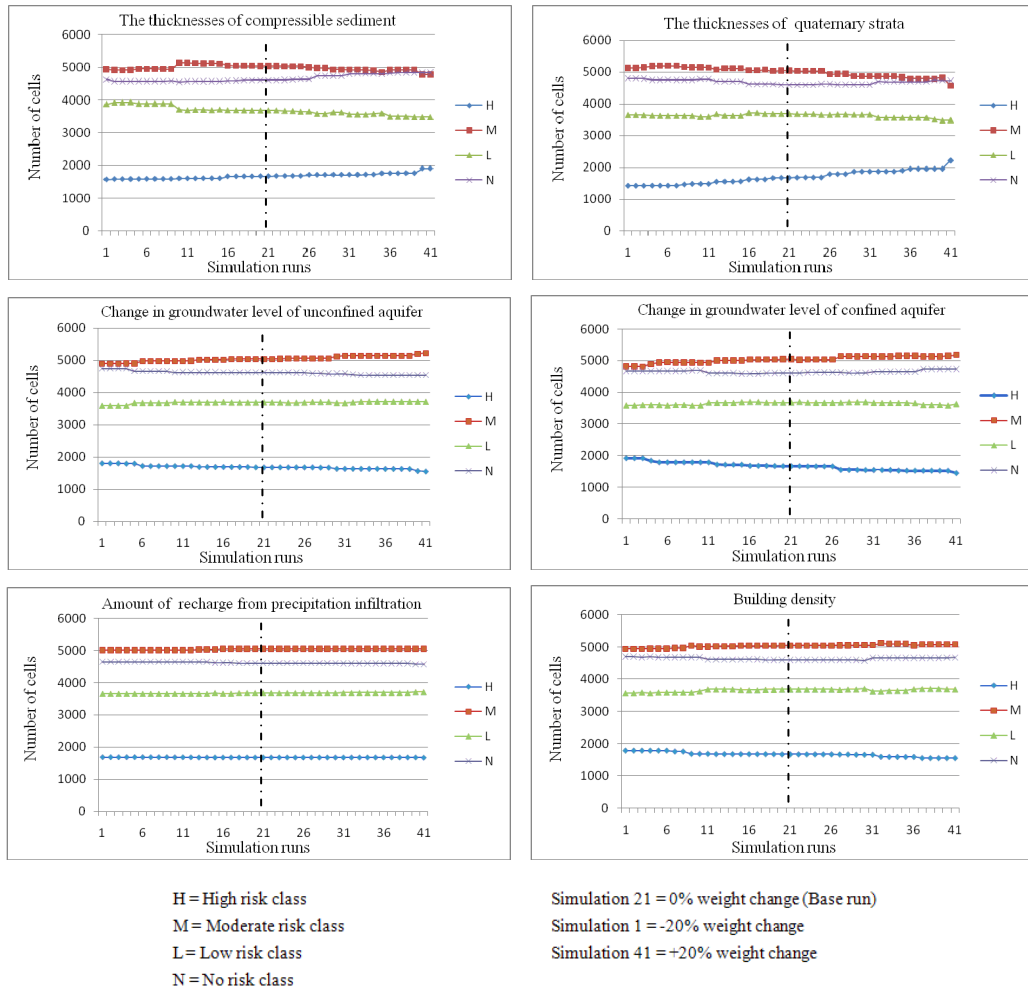 The thicknesses of compressible sediment
Number of cells
6000
5000
4000
3000
2000
1000
0
1 6 11 16 21 26 31 36 41
Simulation runs
H
M
L
N
The thicknesses of quaternary strata
Number of cells
6000
5000
4000
3000
2000
1000
0
1 6 11 16 21 26 31 36 41
Simulation runs
H
M
L
N
Change in groundwater level of unconfined aquifer
Number of cells
6000
5000
4000
3000
2000
1000
0
1 6 11 16 21 26 31 36 41
Simulation runs
H
M
L
N
Change in groundwater level of confined aquifer
Number of cells
6000
5000
4000
3000
2000
1000
0
1 6 11 16 21 26 31 36 41
Simulation runs
H
M
L
N
Amount of recharge from precipitation infiltration
Number of cells
6000
5000
4000
3000
2000
1000
0
1 6 11 16 21 26 31 36 41
Simulation runs
H
M
L
N
Building density
Number of cells
6000
5000
4000
3000
2000
1000
0
1 6 11 16 21 26 31 36 41
Simulation runs
H
M
L
N
H = High risk class
M = Moderate risk class
L = Low risk class
N = No risk class
Simulation 21 = 0% weight change (Base run)
Simulation 1 = -20% weight change
Simulation 41 = +20% weight change